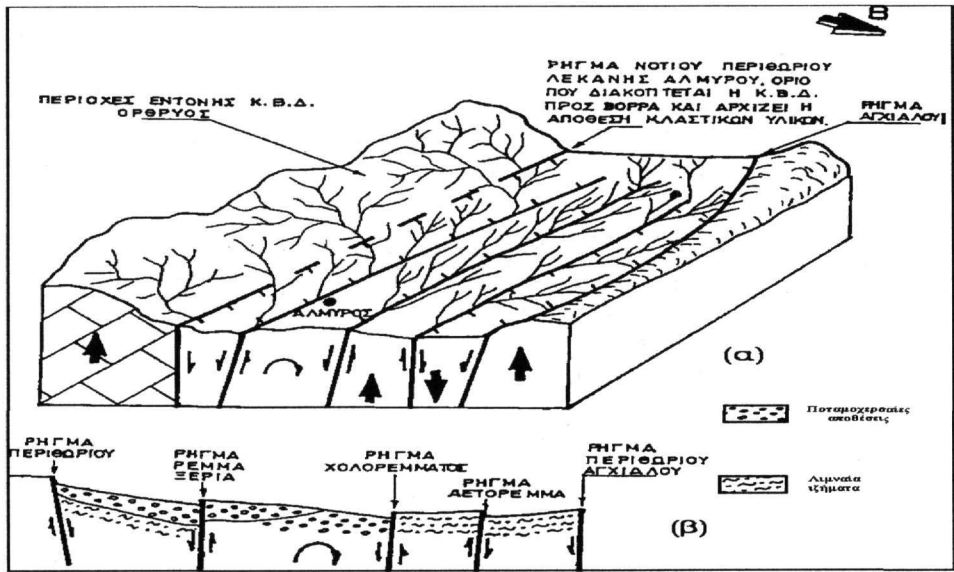 Β
ΡΗΓΜΑ ΝΟΤΙΟΥ ΠΕΡΙΘΩΡΙΟΥ
ΛΕΚΑΝΗΣ ΑΛΜΥΡΟΥ, ΟΡΙΟ
ΠΟΥ ΔΙΑΚΟΠΤΕΤΑΙ Η Κ.Β.Δ.
ΠΡΟΣ ΒΟΡΡΑ ΚΑΙ ΑΡΧΙΖΕΙ Η
ΑΠΟΘΕΣΗ ΚΛΑΣΤΙΚΩΝ ΥΛΙΚΩΝ.
ΠΕΡΙΟΧΕΣ ΕΝΤΟΝΗΣ Κ.Β.Δ.
ΟΡΘΡΥΟΣ
ΡΗΓΜΑ
ΑΓΧΙΑΛΟΥ
ΑΛΜΥΡΟΣ
(α)
Ποταμοχερσαίες
αποθέσεις
Λιμναία
ιζήματα
ΡΗΓΜΑ
ΠΕΡΙΘΩΡΙΟΥ
ΡΗΓΜΑ
ΡΕΜΜΑ
ΞΕΡΙΑ
ΡΗΓΜΑ
ΧΟΛΟΡΕΜΜΑΤΟΣ
ΡΗΓΜΑ
ΑΕΤΟΡΕΜΜΑ
ΡΗΓΜΑ
ΠΕΡΙΘΩΡΙΟΥ
ΑΓΧΙΑΛΟΥ
(β)